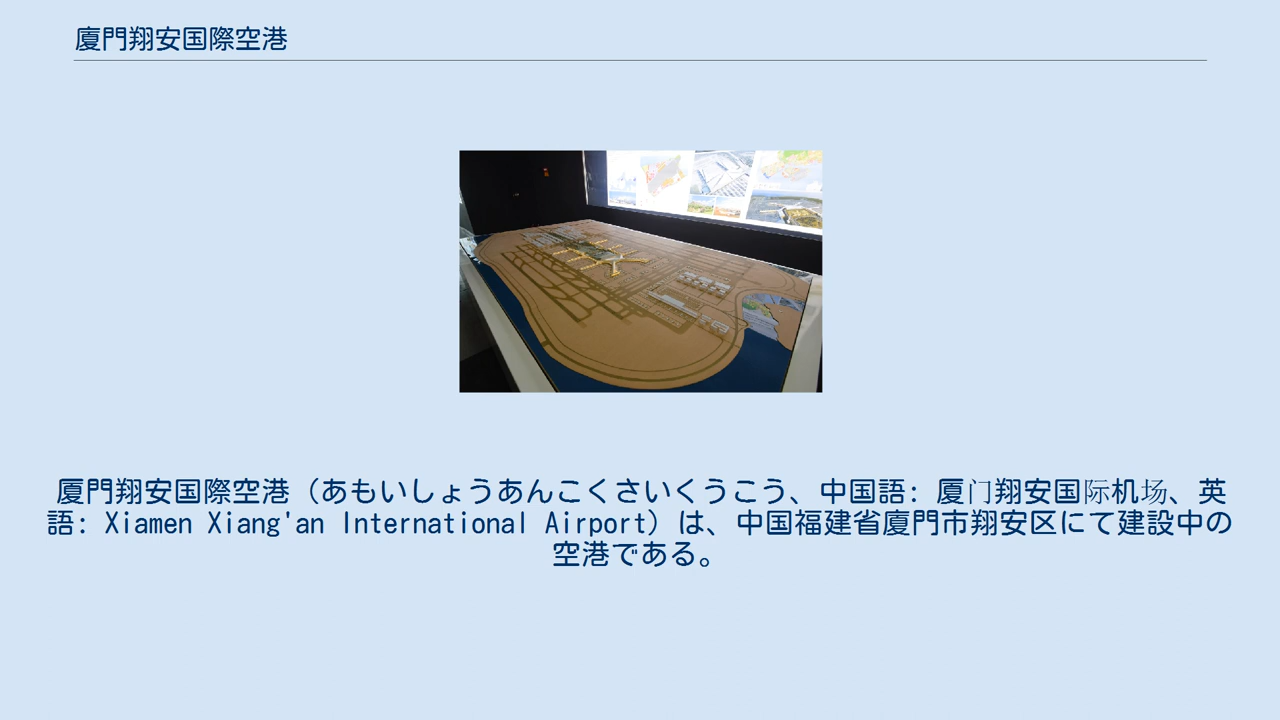 廈門翔安国際空港
廈門翔安国際空港（あもいしょうあんこくさいくうこう、中国語: 厦门翔安国际机场、英
語: Xiamen Xiang'an International Airport）は、中国福建省廈門市翔安区にて建設中の
空港である。